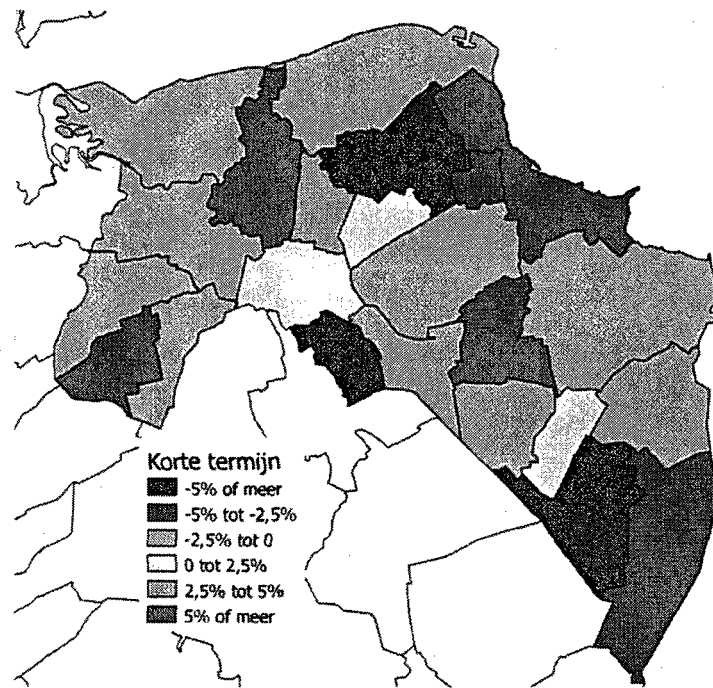 Korte termijn
-5% of meer
-5% tot -2,5%
-2,5% tot 0
0 tot 2,5%
2,5% tot 5%
5% of meer